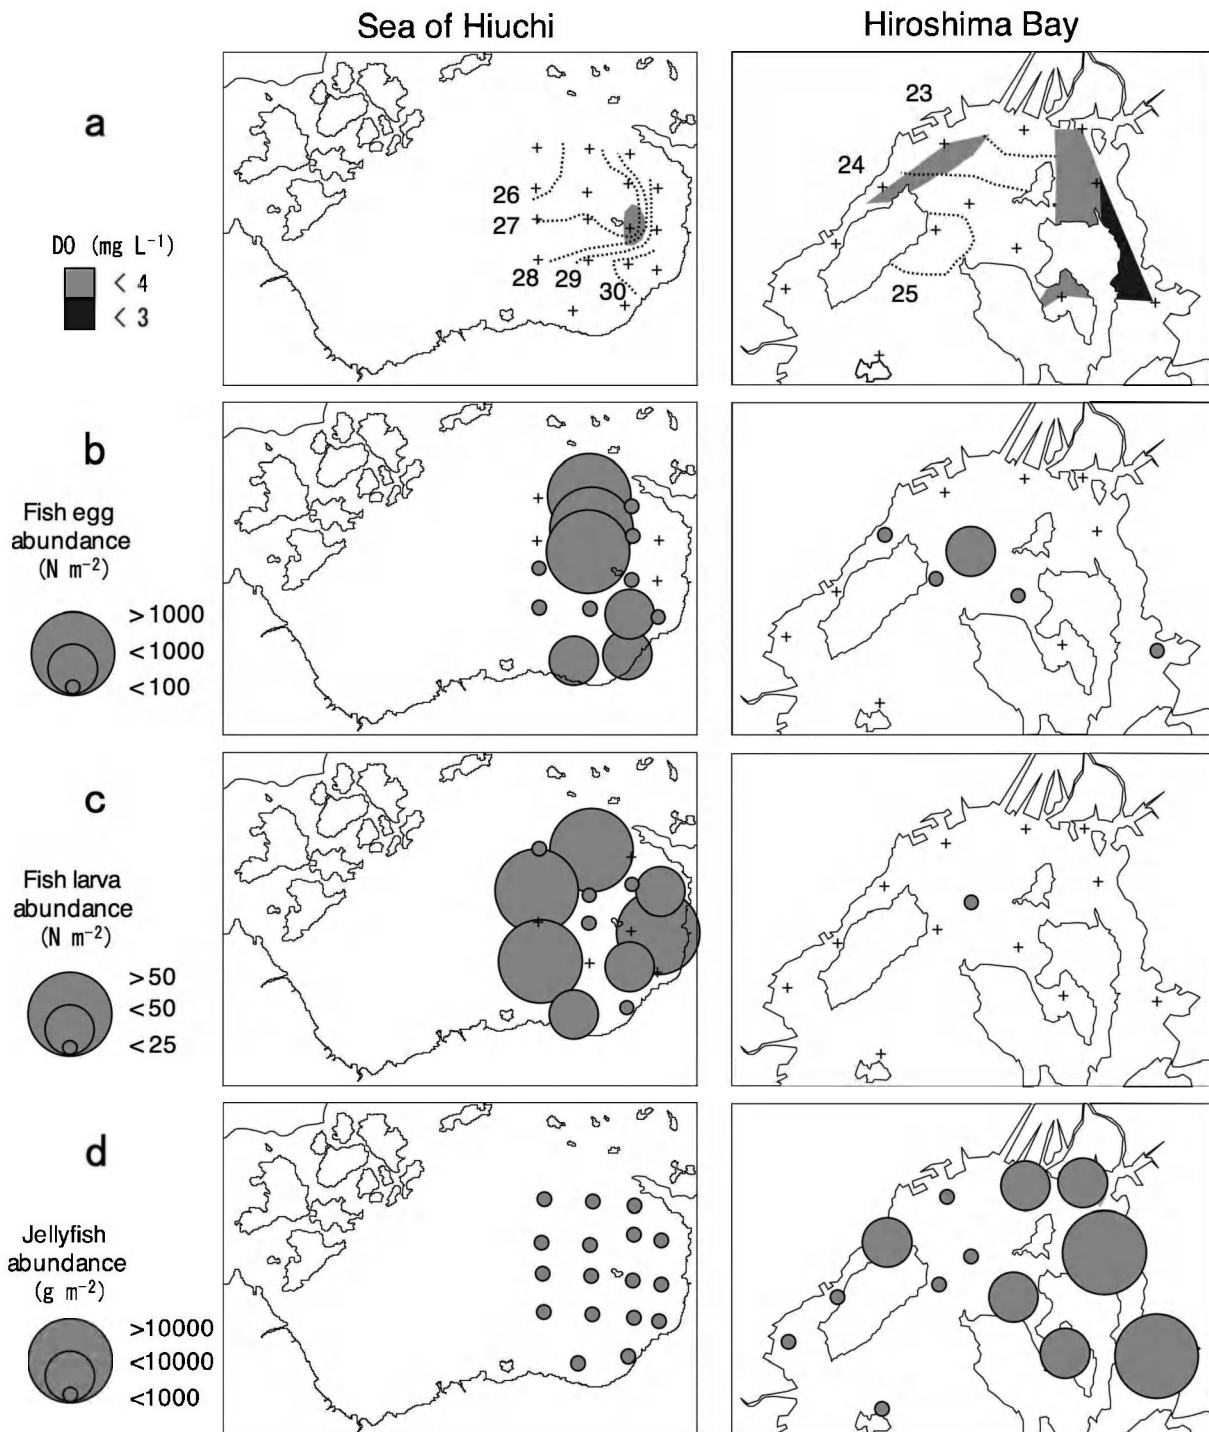 Sea of Hiuchi
Hiroshima Bay
a
DO (mg L⁻¹)
< 4
< 3
26
27
28
29
30
23
24
25
b
Fish egg
abundance
(N m⁻²)
>1000
<1000
<100
c
Fish larva
abundance
(N m⁻²)
>50
<50
<25
d
Jellyfish
abundance
(g m⁻²)
>10000
<10000
<1000